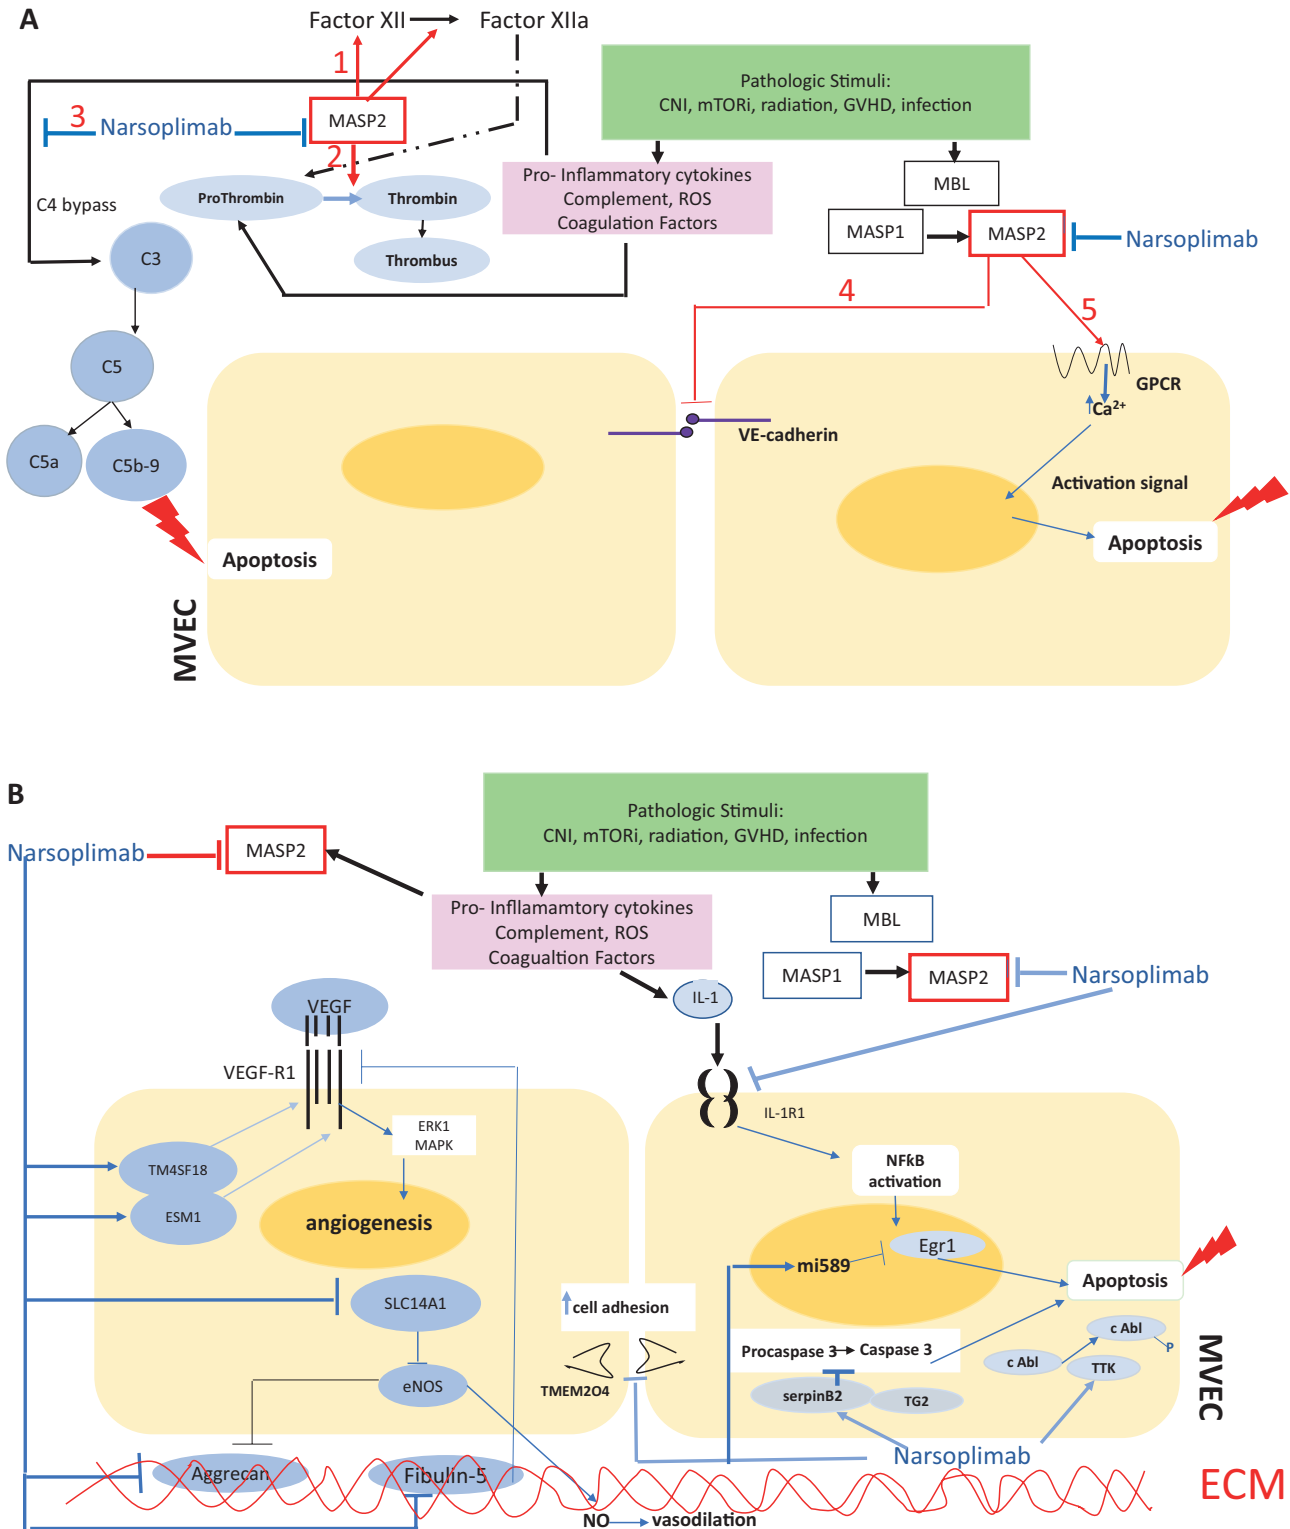 A
Factor XII
Factor XIIa
1
Pathologic Stimuli:
CNI, mTORi, radiation, GVHD, infection
3
Narsoplimab
MASP2
2
Pro- Inflammatory cytokines
Complement, ROS
Coagulation Factors
MBL
ProThrombin
Thrombin
C4 bypass
MASP1
MASP2
Narsoplimab
C3
Thrombus
4
5
C5
GPCR
Ca2+
VE-cadherin
C5a
C5b-9
Activation signal
Apoptosis
Apoptosis
MVEC
B
Pathologic Stimuli:
CNI, mTORi, radiation, GVHD, infection
Narsoplimab
MASP2
Pro- Infllamamtory cytokines
Complement, ROS
Coagualtion Factors
MBL
MASP1
MASP2
Narsoplimab
IL-1
VEGF
VEGF-R1
IL-1R1
ERK1
MAPK
TM4SF18
NFƙB
activation
ESM1
angiogenesis
Egr1
mi589
Apoptosis
SLC14A1
cell adhesion
c Abl
P
Procaspase 3
Caspase 3
c Abl
TTK
eNOS
TMEM2O4
serpinB2
TG2
MVEC
Narsoplimab
Aggrecan
Fibulin-5
ECM
NO
vasodilation